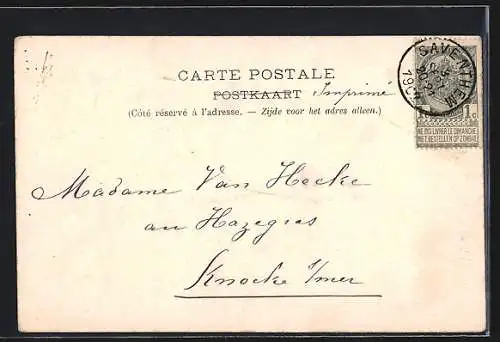 SAVENTHEM
CARTE POSTALE
POSTKAART Imprimé
(Côté réservé à l'adresse. — Zijde voor het adres alleen.)
1c
NE PAS LIVRER LE DIMANCHE
NIET BESTELLEN OP ZONDAG
Madame Van Hecke
au Hazegras
Knocke s/mer